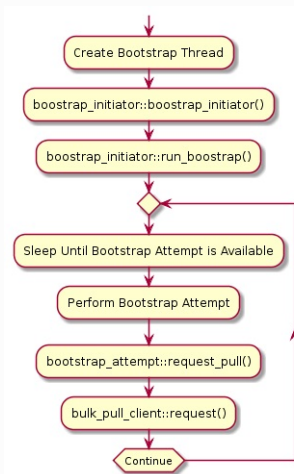 Create Bootstrap Thread
boostrap_initiator::boostrap_initiator()
boostrap_initiator::run_boostrap()
Sleep Until Bootstrap Attempt is Available
Perform Bootstrap Attempt
bootstrap_attempt::request_pull()
bulk_pull_client::request()
Continue